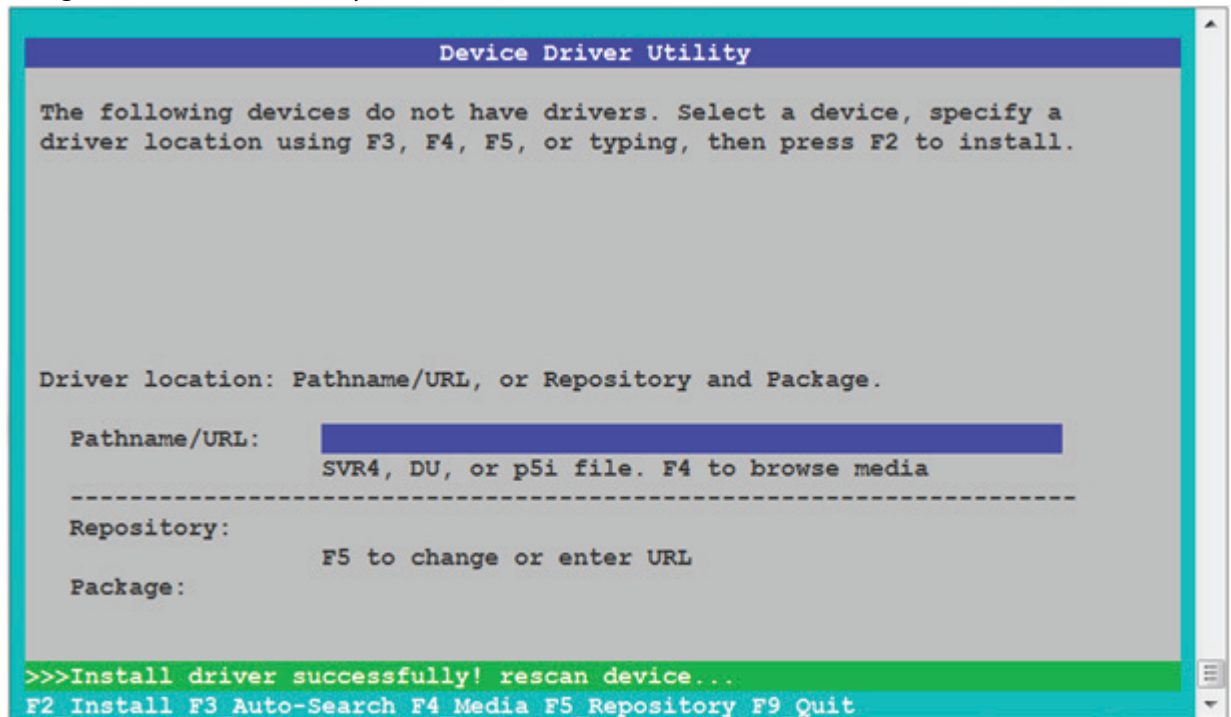 Device Driver Utility
The following devices do not have drivers. Select a device, specify a
driver location using F3, F4, F5, or typing, then press F2 to install.
Driver location: Pathname/URL, or Repository and Package.
Pathname/URL:
SVR4, DU, or p5i file. F4 to browse media
--------------------------------------------------------------------
Repository:
F5 to change or enter URL
Package:
>>>Install driver successfully! rescan device...
F2 Install F3 Auto-Search F4 Media F5 Repository F9 Quit